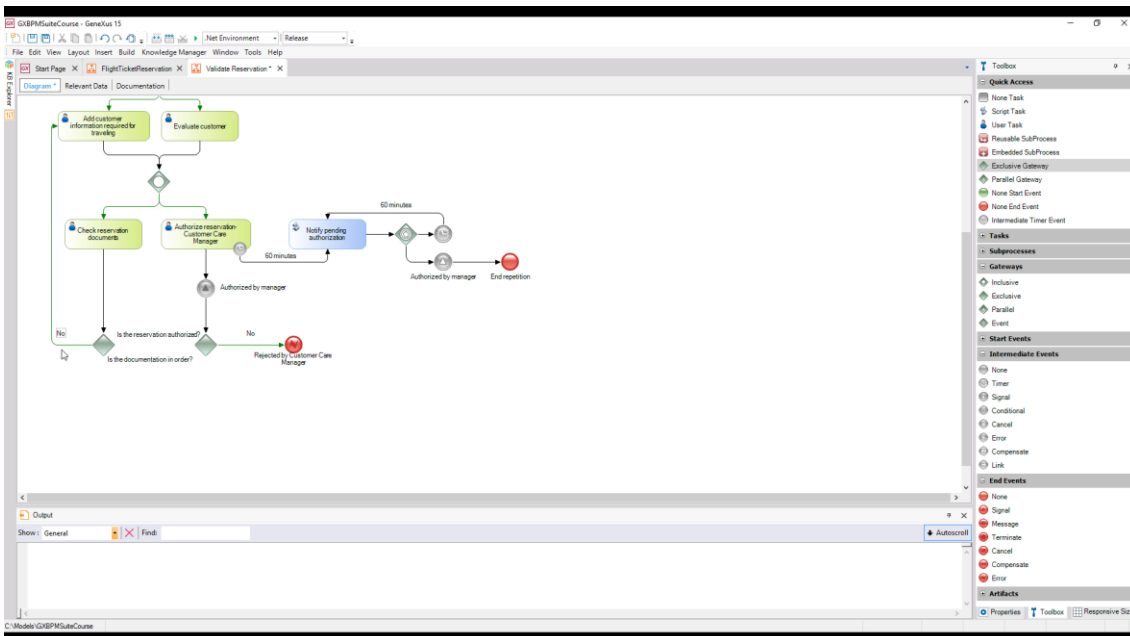 GXBPMSuiteCourse - GeneXus 15
.Net Environment
Release
File Edit View Layout Insert Build Knowledge Manager Window Tools Help
KB Explorer
Start Page
FlightTicketReservation
Validate Reservation *
Diagram *
Relevant Data
Documentation
Add customer
information required for
traveling
Evaluate customer
Check reservation
documents
Authorize reservation-
Customer Care
Manager
Notify pending
authorization
60 minutes
60 minutes
Authorized by manager
End repetition
Authorized by manager
No
Is the reservation authorized?
No
Is the documentation in order?
Rejected by Customer Care
Manager
Toolbox
Quick Access
None Task
Script Task
User Task
Reusable SubProcess
Embedded SubProcess
Exclusive Gateway
Parallel Gateway
None Start Event
None End Event
Intermediate Timer Event
Tasks
Subprocesses
Gateways
Inclusive
Exclusive
Parallel
Event
Start Events
Intermediate Events
None
Timer
Signal
Conditional
Cancel
Error
Compensate
Link
End Events
None
Signal
Message
Terminate
Cancel
Compensate
Error
Artifacts
Properties
Toolbox
Responsive Siz
Output
Show: General
Find:
Autoscroll
C:\Models\GXBPMSuiteCourse